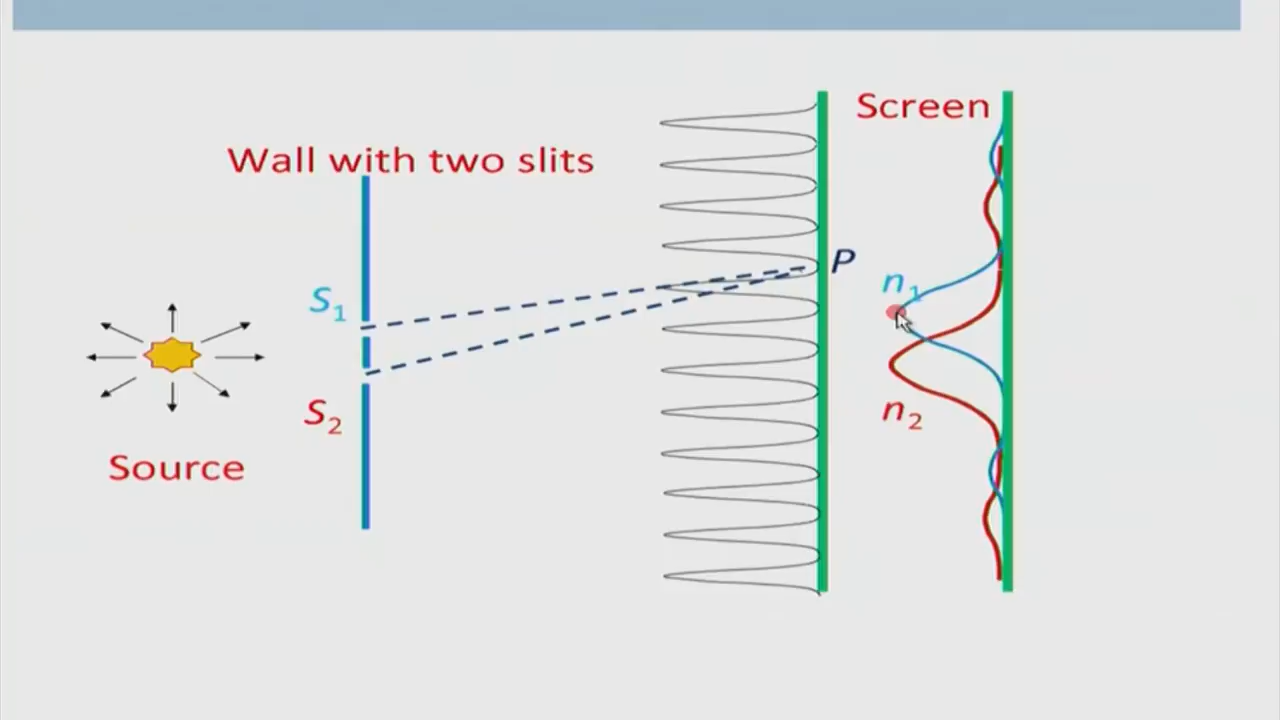 Screen
Wall with two slits
P
n1
S1
n2
S2
Source